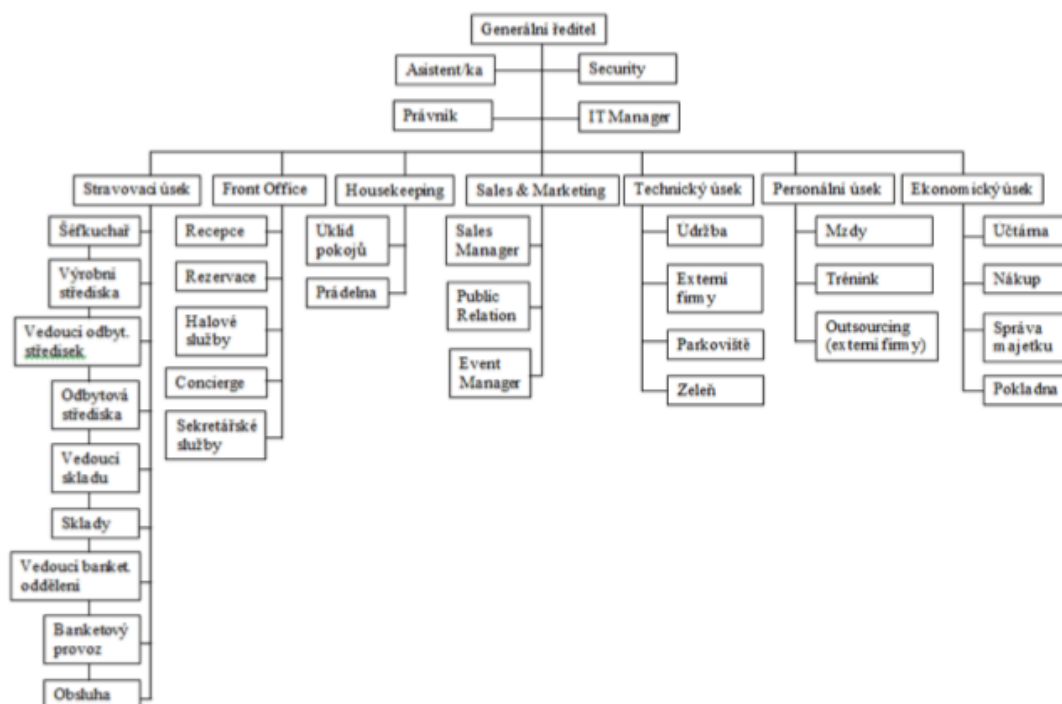 Generální ředitel
Asistent/ka
Security
Právník
IT Manager
Stravovací úsek
Front Office
Housekeeping
Sales & Marketing
Technický úsek
Personální úsek
Ekonomický úsek
Šéfkuchař
Výrobní
střediska
Vedoucí odbyt.
středisek
Odbytová
střediska
Vedoucí
skladu
Sklady
Vedoucí banket.
oddělení
Banketový
provoz
Obsluha
Recepce
Rezervace
Halové
služby
Concierge
Sekretářské
služby
Úklid
pokojů
Prádelna
Sales
Manager
Public
Relation
Event
Manager
Údržba
Externí
firmy
Parkoviště
Zeleň
Mzdy
Trénink
Outsourcing
(externí firmy)
Účtárna
Nákup
Správa
majetku
Pokladna